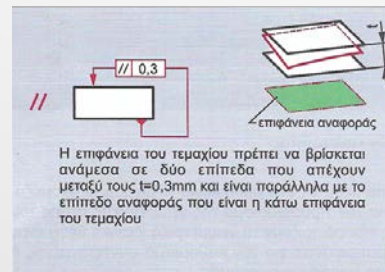 // 0,3
t
//
επιφάνεια αναφοράς
Η επιφάνεια του τεμαχίου πρέπει να βρίσκεται
ανάμεσα σε δύο επίπεδα που απέχουν
μεταξύ τους t=0,3mm και είναι παράλληλα με το
επίπεδο αναφοράς που είναι η κάτω επιφάνεια
του τεμαχίου